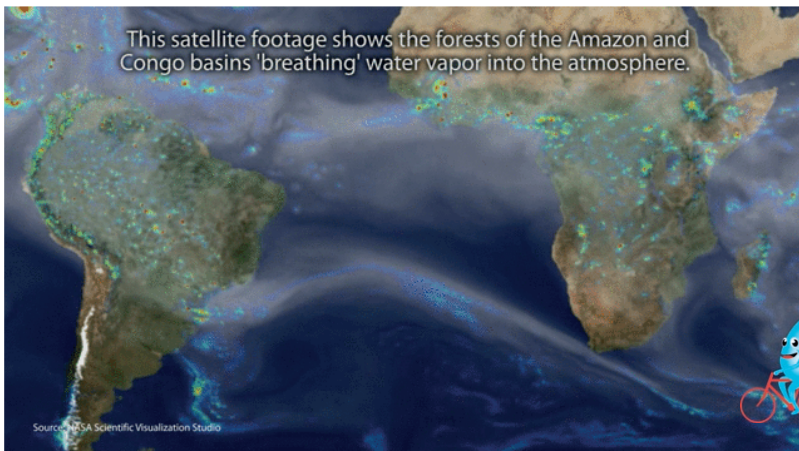 This satellite footage shows the forests of the Amazon and
Congo basins 'breathing' water vapor into the atmosphere.
Source: NASA Scientific Visualization Studio